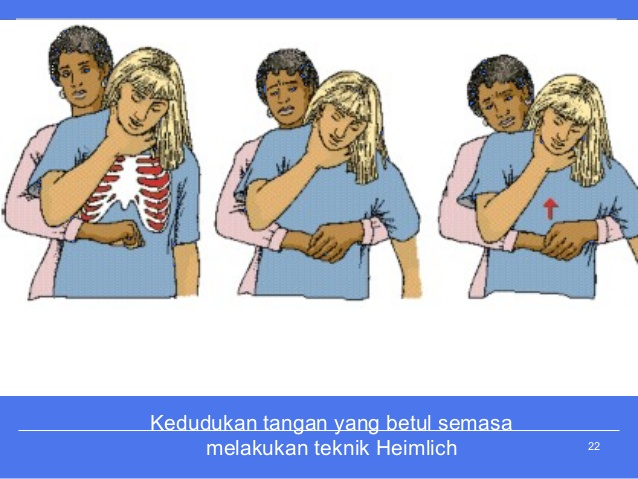 Kedudukan tangan yang betul semasa
melakukan teknik Heimlich
22